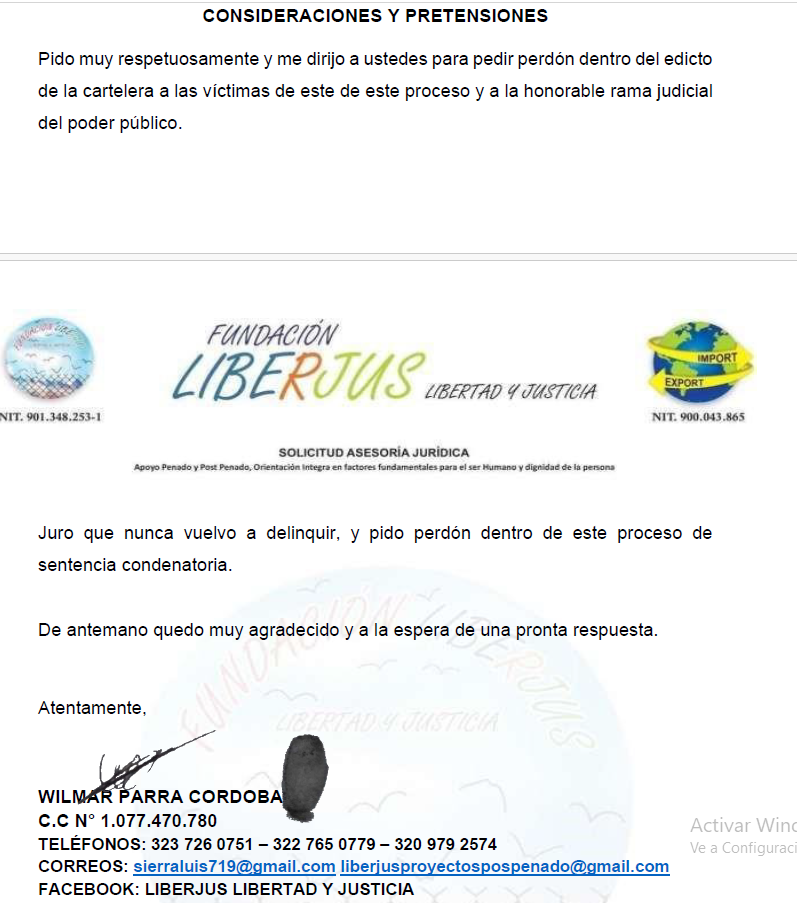 CONSIDERACIONES Y PRETENSIONES
Pido muy respetuosamente y me dirijo a ustedes para pedir perdón dentro del edicto
de la cartelera a las víctimas de este de este proceso y a la honorable rama judicial
del poder público.
FUNDACIÓN LIBERJUS
NIT. 901.348.253-1
FUNDACIÓN
LIBERJUS LIBERTAD Y JUSTICIA
IMPORT
EXPORT
NIT. 900.043.865
SOLICITUD ASESORÍA JURÍDICA
Apoyo Penado y Post Penado, Orientación Integra en factores fundamentales para el ser Humano y dignidad de la persona
Juro que nunca vuelvo a delinquir, y pido perdón dentro de este proceso de
sentencia condenatoria.
FUNDACIÓN LIBERJUS
De antemano quedo muy agradecido y a la espera de una pronta respuesta.
Atentamente,
LIBERTAD Y JUSTICIA
WILMAR PARRA CORDOBA
C.C N° 1.077.470.780
TELÉFONOS: 323 726 0751 – 322 765 0779 – 320 979 2574
CORREOS: sierraluis719@gmail.com liberjusproyectospospenado@gmail.com
FACEBOOK: LIBERJUS LIBERTAD Y JUSTICIA
Activar Wind
Ve a Configuraci